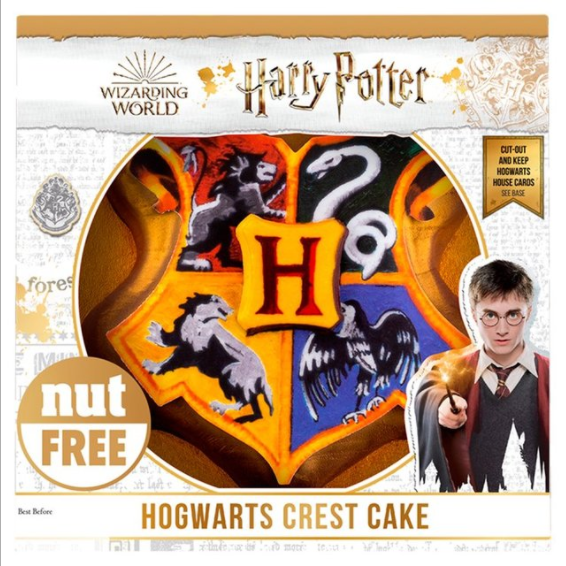 WIZARDING
WORLD
Harry Potter
CUT-OUT
AND KEEP
HOGWARTS
HOUSE CARDS
SEE BASE
H
fores
nut
FREE
Best Before
HOGWARTS CREST CAKE